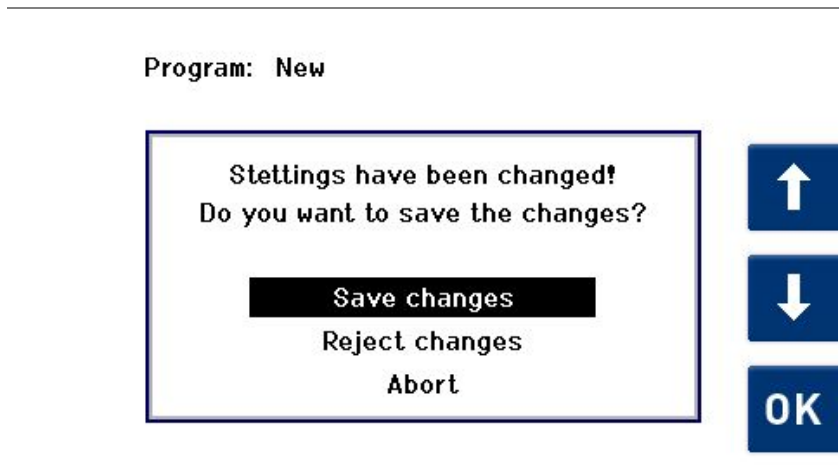 Program: New
Stettings have been changed!
Do you want to save the changes?
Save changes
Reject changes
Abort
OK